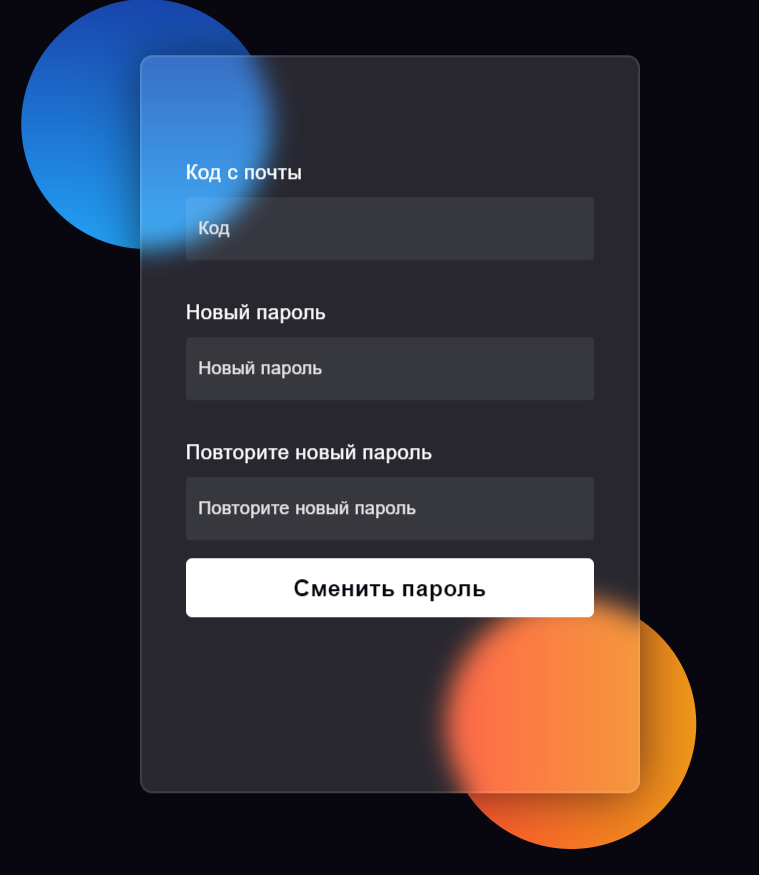 Код с почты
Код
Новый пароль
Новый пароль
Повторите новый пароль
Повторите новый пароль
Сменить пароль